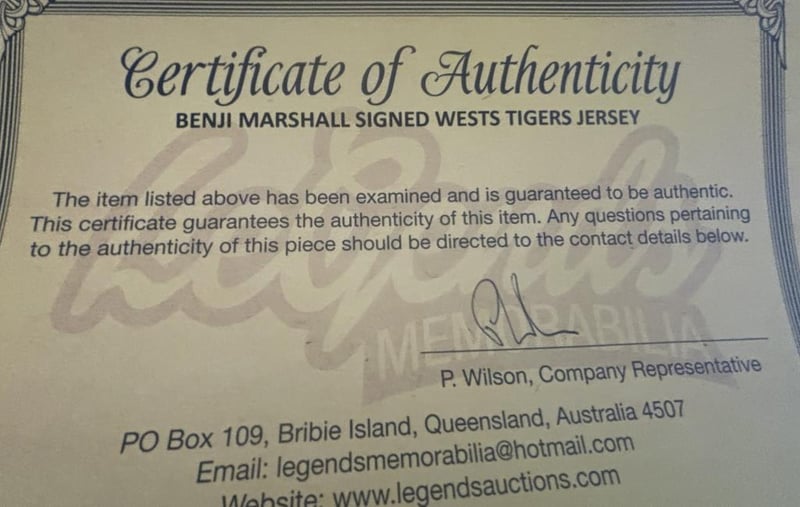 Certificate of Authenticity
BENJI MARSHALL SIGNED WESTS TIGERS JERSEY
The item listed above has been examined and is guaranteed to be authentic.
This certificate guarantees the authenticity of this item. Any questions pertaining
to the authenticity of this piece should be directed to the contact details below.
Legends
MEMORABILIA
P. Wilson, Company Representative
PO Box 109, Bribie Island, Queensland, Australia 4507
Email: legendsmemorabilia@hotmail.com
Website: www.legendsauctions.com